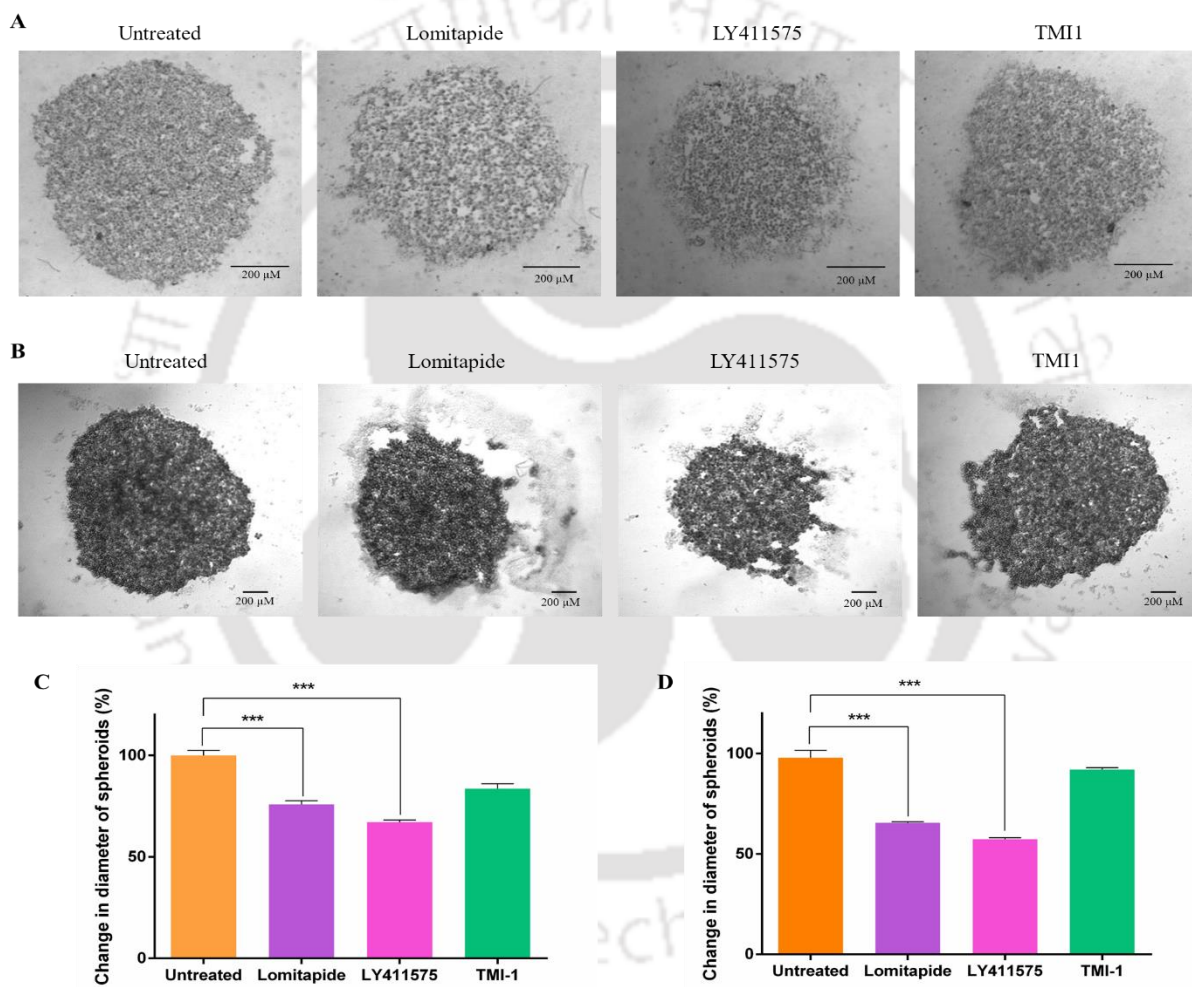 A
Untreated
Lomitapide
LY411575
TMI1
200 µM
200 µM
200 µM
200 µM
B
Untreated
Lomitapide
LY411575
TMI1
200 µM
200 µM
200 µM
200 µM
C
Change in diameter of spheroids (%)
100
50
0
***
***
Untreated
Lomitapide
LY411575
TMI-1
D
Change in diameter of spheroids (%)
100
50
0
***
***
Untreated
Lomitapide
LY411575
TMI-1